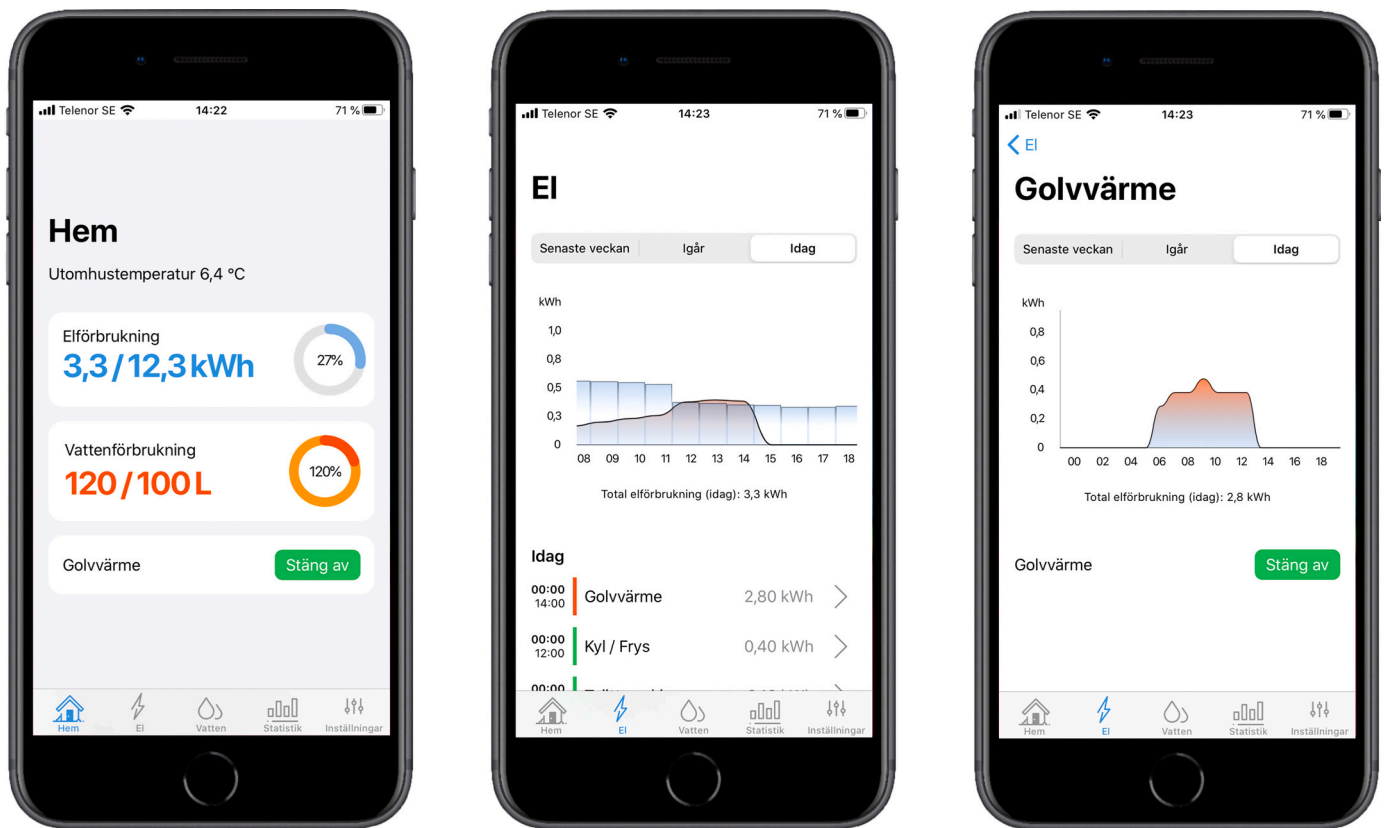 Telenor SE 14:22 71 %
Hem
Utomhustemperatur 6,4 °C
Elförbrukning
3,3 / 12,3 kWh
27%
Vattenförbrukning
120 / 100 L
120%
Golvvärme Stäng av
Hem El Vatten Statistik Inställningar
Telenor SE 14:23 71 %
El
Senaste veckan Igår Idag
kWh
1,0
0,8
0,5
0,3
0
08 09 10 11 12 13 14 15 16 17 18
Total elförbrukning (idag): 3,3 kWh
Idag
00:00
14:00
Golvvärme 2,80 kWh
00:00
12:00
Kyl / Frys 0,40 kWh
00:00
Hem El Vatten Statistik Inställningar
Telenor SE 14:23 71 %
El
Golvvärme
Senaste veckan Igår Idag
kWh
0,8
0,6
0,4
0,2
0
00 02 04 06 08 10 12 14 16 18
Total elförbrukning (idag): 2,8 kWh
Golvvärme Stäng av
Hem El Vatten Statistik Inställningar